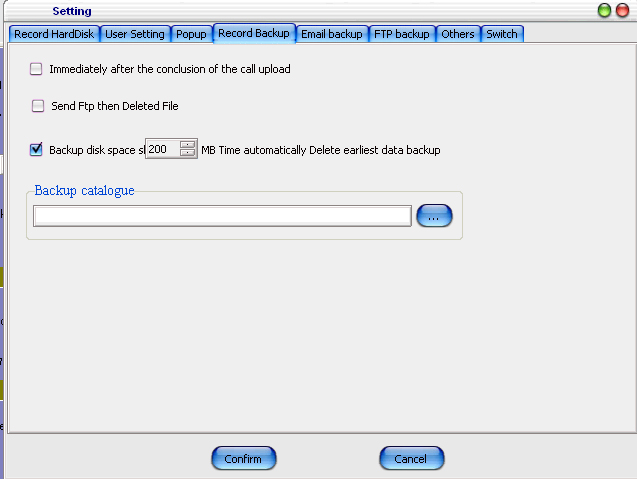 Setting
Record HardDisk User Setting Popup Record Backup Email backup FTP backup Others Switch
Immediately after the conclusion of the call upload
Send Ftp then Deleted File
Backup disk space 200 MB Time automatically Delete earliest data backup
Backup catalogue
...
Confirm Cancel